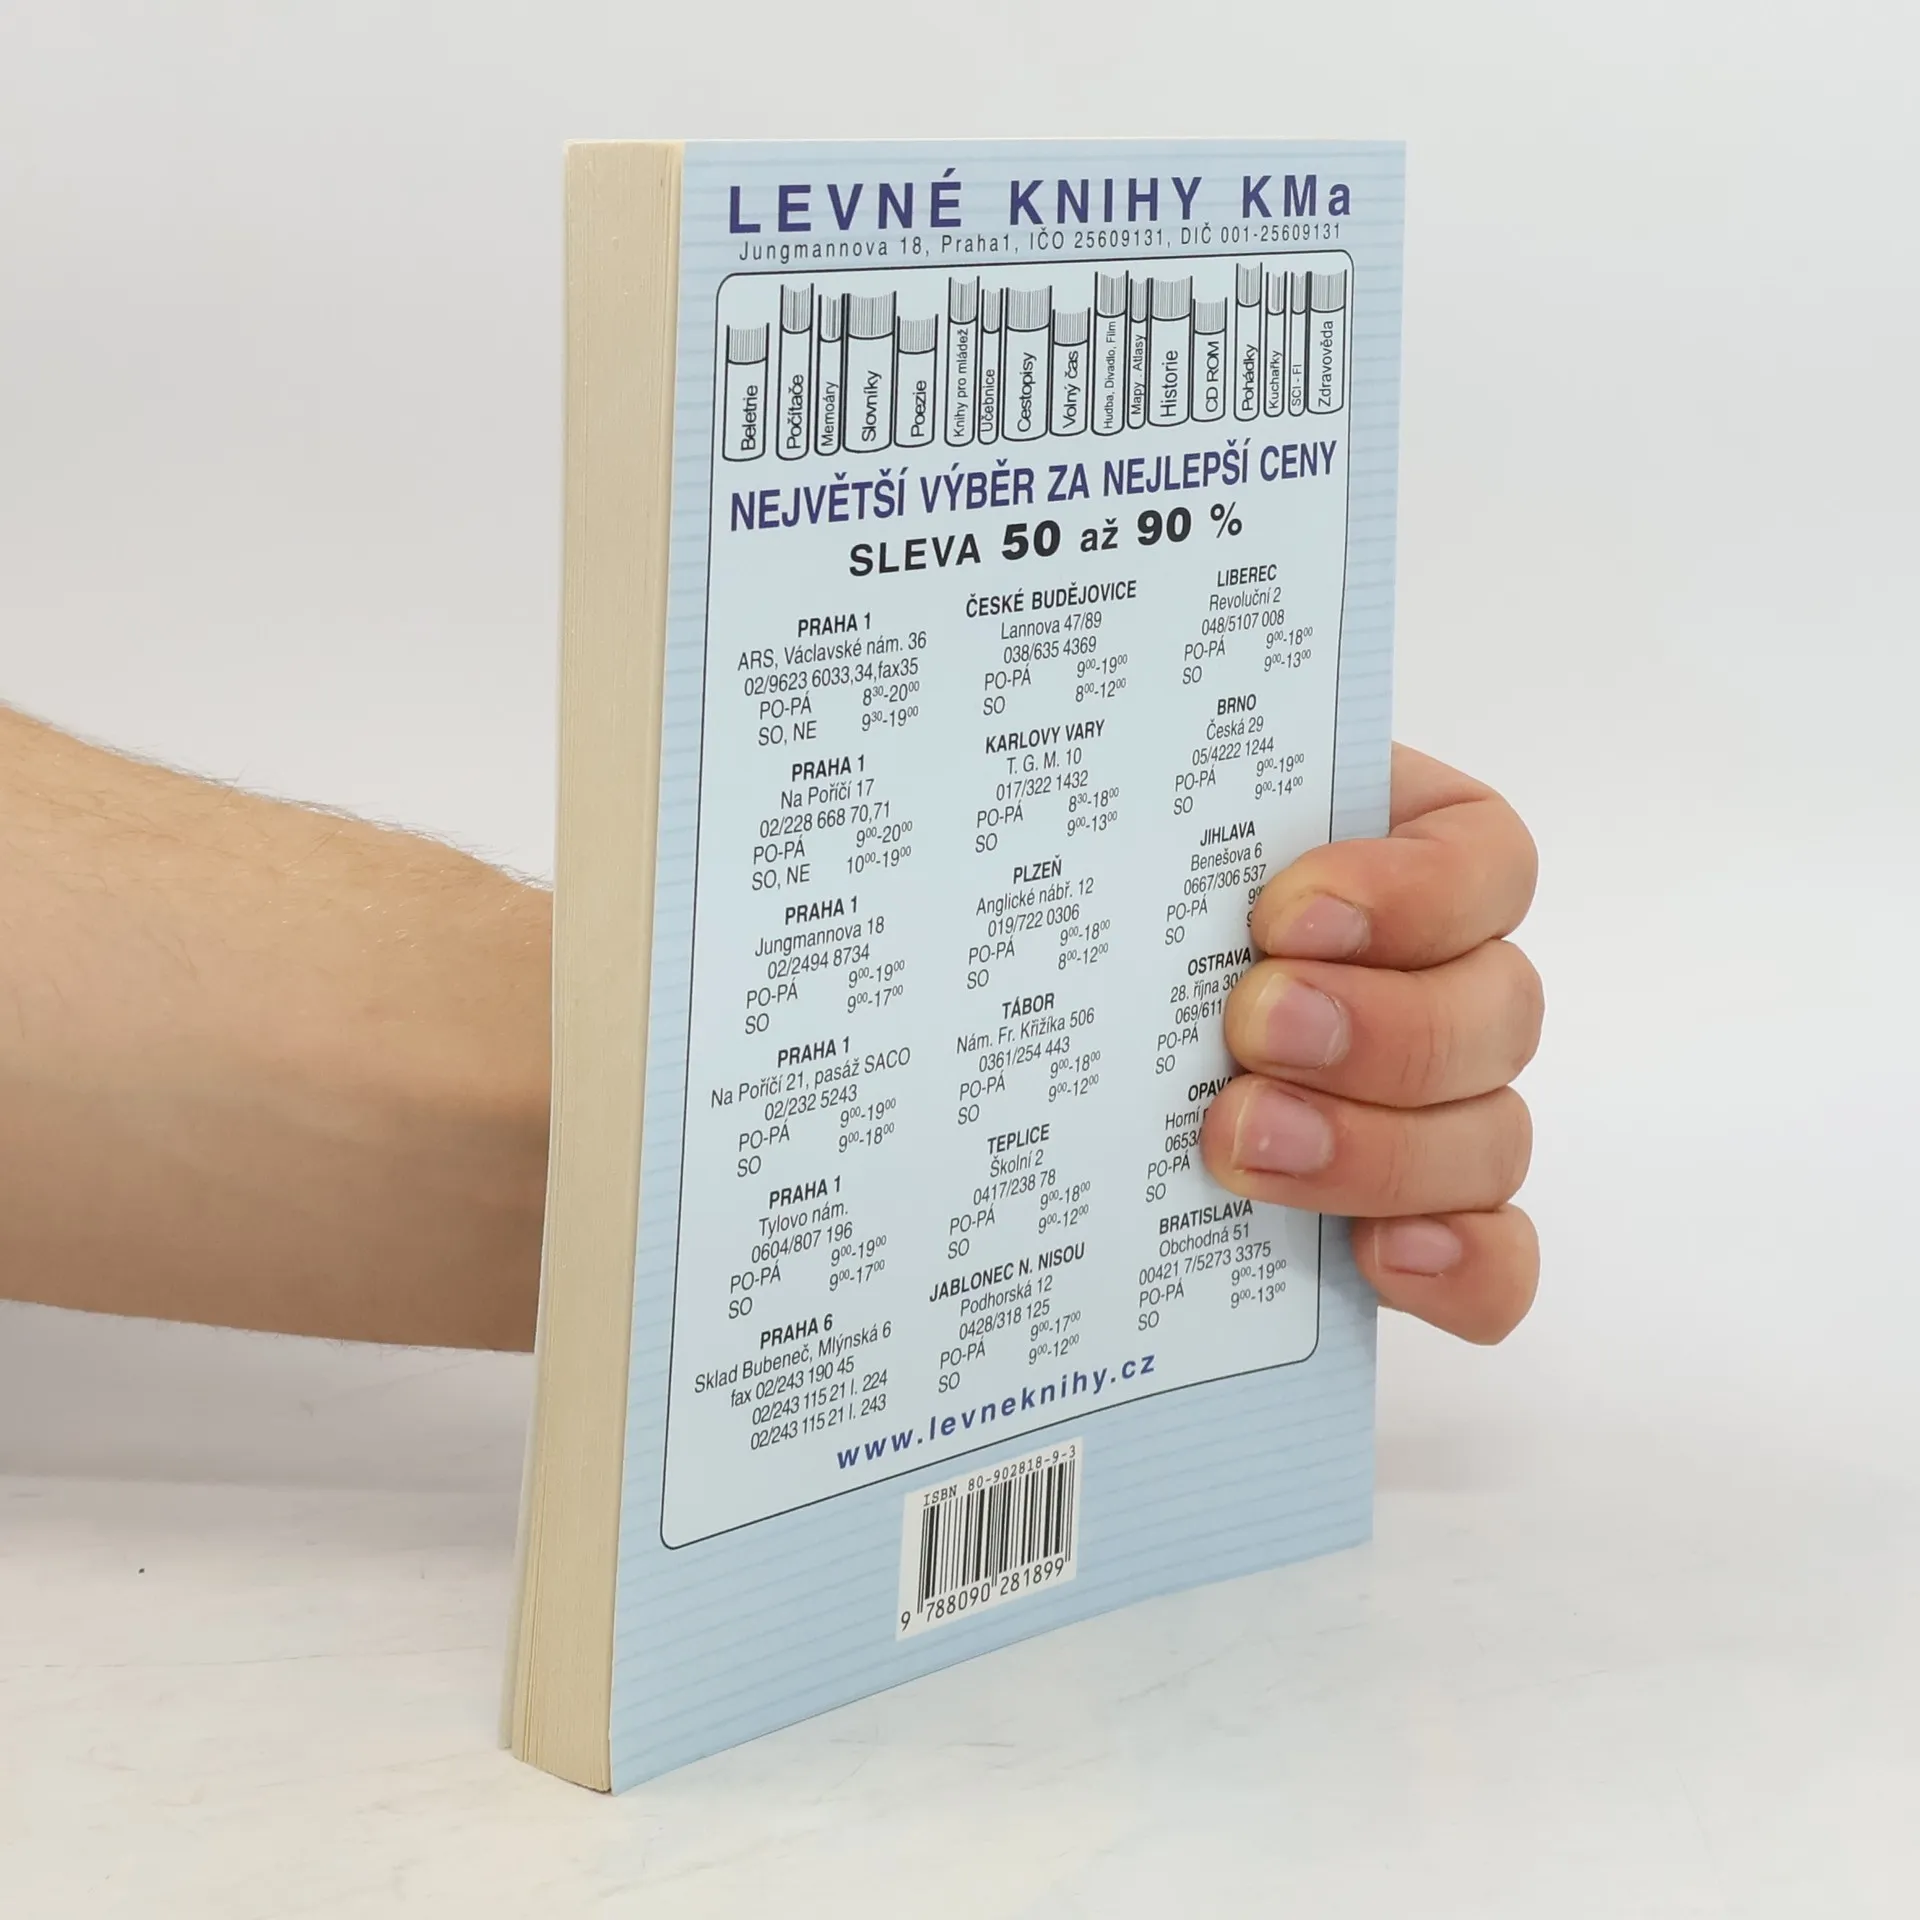 LEVNÉ KNIHY KMa
Jungmannova 18, Praha1, IČO 25609131, DIČ 001-25609131
Beletrie
Počítače
Memoáry
Slovníky
Poezie
Knihy pro mládež
Učebnice
Cestopisy
Volný čas
Hudba, Divadlo, Film
Mapy . Atlasy
Historie
CD ROM
Pohádky
Kuchařky
SCI - FI
Zdravověda
NEJVĚTŠÍ VÝBĚR ZA NEJLEPŠÍ CENY
SLEVA 50 až 90 %
PRAHA 1
ARS, Václavské nám. 36
02/9623 6033,34,fax35
PO-PÁ 8³⁰-20⁰⁰
SO, NE 9³⁰-19⁰⁰
PRAHA 1
Na Poříčí 17
02/228 668 70,71
PO-PÁ 9⁰⁰-20⁰⁰
SO, NE 10⁰⁰-19⁰⁰
PRAHA 1
Jungmannova 18
02/2494 8734
PO-PÁ 9⁰⁰-19⁰⁰
SO 9⁰⁰-17⁰⁰
PRAHA 1
Na Poříčí 21, pasáž SACO
02/232 5243
PO-PÁ 9⁰⁰-19⁰⁰
SO 9⁰⁰-18⁰⁰
PRAHA 1
Tylovo nám.
0604/807 196
PO-PÁ 9⁰⁰-19⁰⁰
SO 9⁰⁰-17⁰⁰
PRAHA 6
Sklad Bubeneč, Mlýnská 6
fax 02/243 190 45
02/243 115 21 l. 224
02/243 115 21 l. 243
ČESKÉ BUDĚJOVICE
Lannova 47/89
038/635 4369
PO-PÁ 9⁰⁰-19⁰⁰
SO 8⁰⁰-12⁰⁰
KARLOVY VARY
T. G. M. 10
017/322 1432
PO-PÁ 8³⁰-18⁰⁰
SO 9⁰⁰-13⁰⁰
PLZEŇ
Anglické nábř. 12
019/722 0306
PO-PÁ 9⁰⁰-18⁰⁰
SO 8⁰⁰-12⁰⁰
TÁBOR
Nám. Fr. Křižíka 506
0361/254 443
PO-PÁ 9⁰⁰-18⁰⁰
SO 9⁰⁰-12⁰⁰
TEPLICE
Školní 2
0417/238 78
PO-PÁ 9⁰⁰-18⁰⁰
SO 9⁰⁰-12⁰⁰
JABLONEC N. NISOU
Podhorská 12
0428/318 125
PO-PÁ 9⁰⁰-17⁰⁰
SO 9⁰⁰-12⁰⁰
LIBEREC
Revoluční 2
048/5107 008
PO-PÁ 9⁰⁰-18⁰⁰
SO 9⁰⁰-13⁰⁰
BRNO
Česká 29
05/4222 1244
PO-PÁ 9⁰⁰-19⁰⁰
SO 9⁰⁰-14⁰⁰
JIHLAVA
Benešova 6
0667/306 537
PO-PÁ
SO
OSTRAVA
28. října
069/611
PO-PÁ
SO
OPAVA
Horní
0653/
PO-PÁ
SO
BRATISLAVA
Obchodná 51
00421 7/5273 3375
PO-PÁ 9⁰⁰-19⁰⁰
SO 9⁰⁰-13⁰⁰
www.levneknihy.cz
ISBN 80-902818-9-3
9 788090 281899